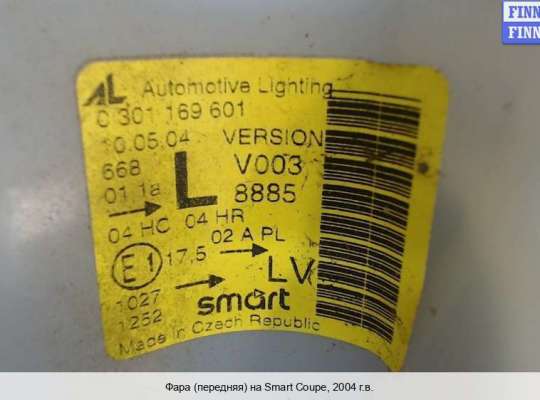 FINN
FINN
AL Automotive Lighting
0 301 169 601
10.05.04 VERSION
668 L V003
01 1a 8885
04 HC 04 HR
02 A PL
E1 17,5 LV
1027
1252 smart
Made in Czech Republic
Фара (передняя) на Smart Coupe, 2004 г.в.